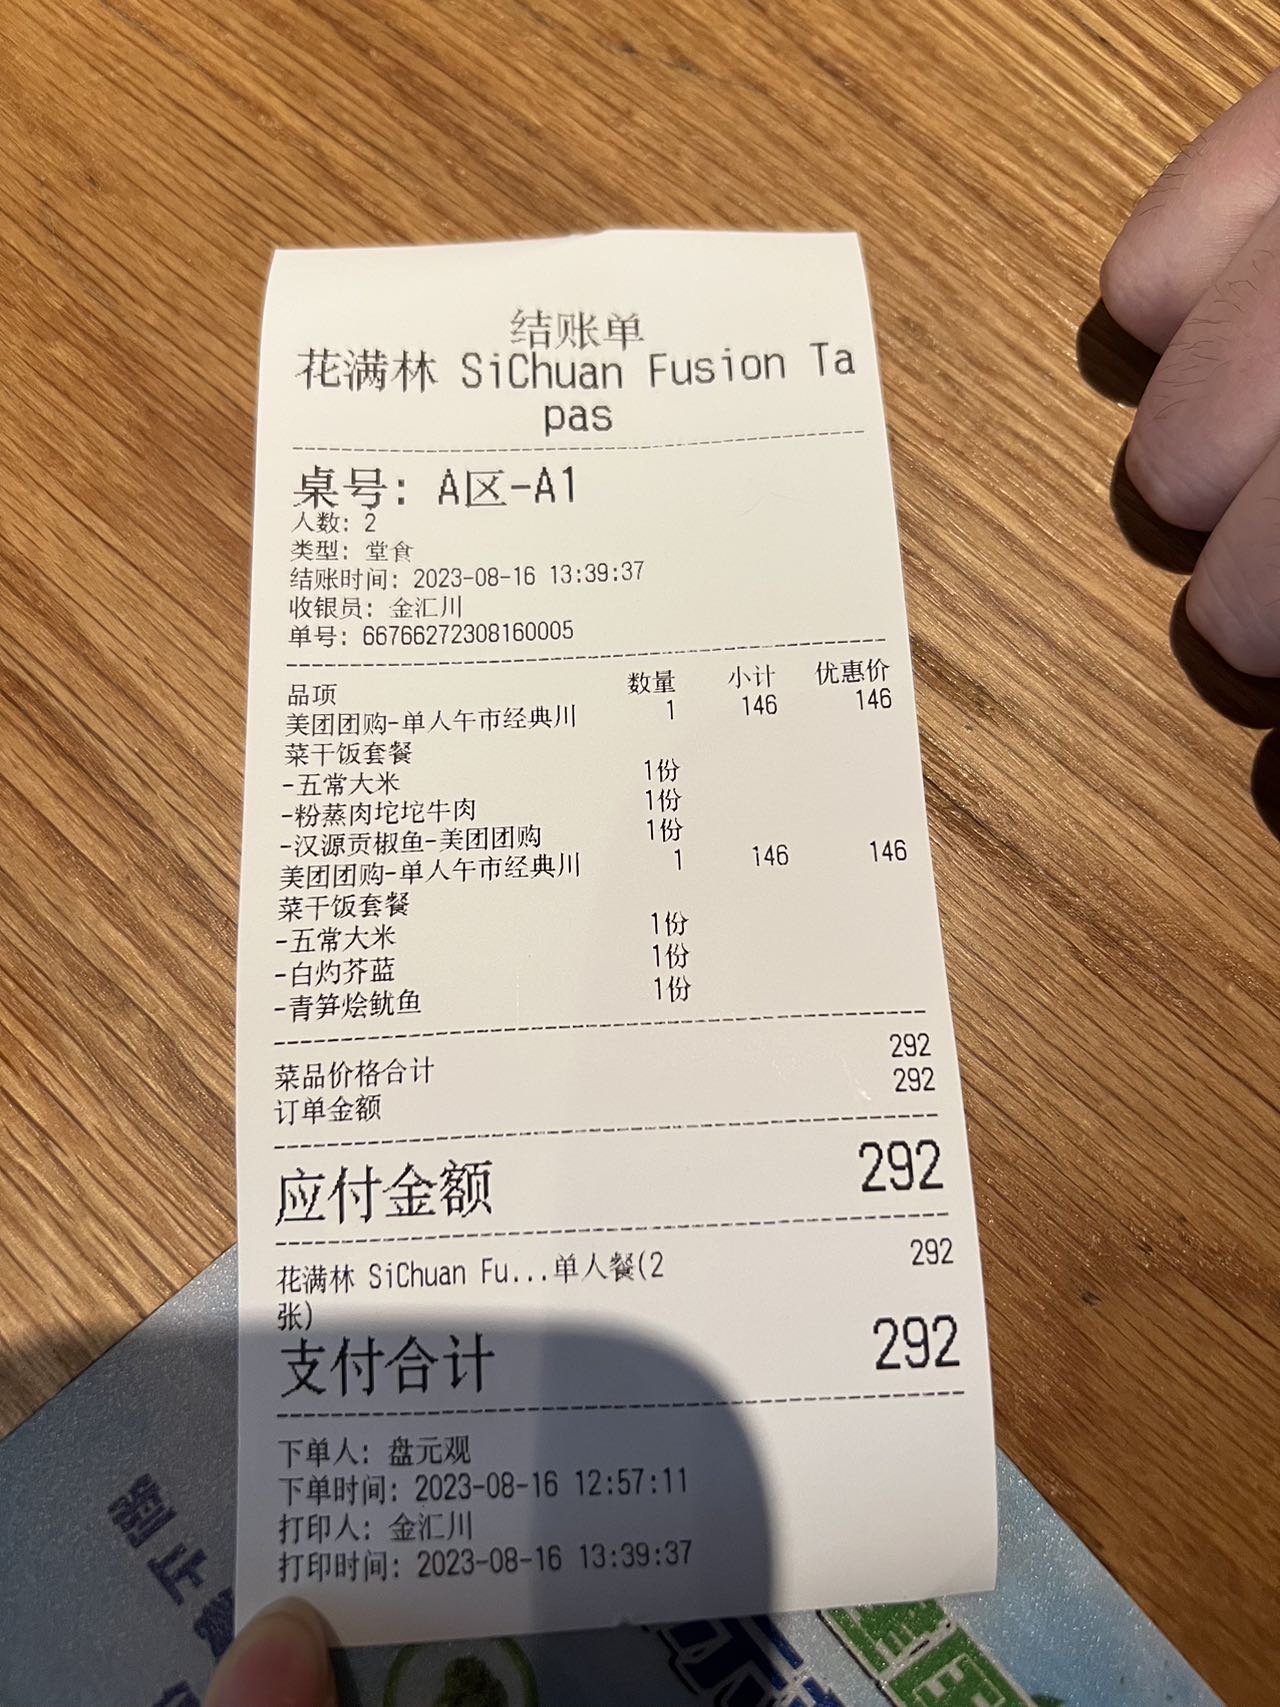 结账单
花满林 SiChuan Fusion Ta
pas
桌号: A区-A1
人数: 2
类型: 堂食
结账时间: 2023-08-16 13:39:37
收银员: 金汇川
单号: 66766272308160005
品项 数量 小计 优惠价
美团团购-单人午市经典川 1 146 146
菜干饭套餐
-五常大米 1份
-粉蒸肉坨坨牛肉 1份
-汉源贡椒鱼-美团团购 1份
美团团购-单人午市经典川 1 146 146
菜干饭套餐
-五常大米 1份
-白灼芥蓝 1份
-青笋烩鱿鱼 1份
菜品价格合计 292
订单金额 292
应付金额 292
花满林 SiChuan Fu...单人餐(2 292
张)
支付合计 292
下单人: 盘元观
下单时间: 2023-08-16 12:57:11
打印人: 金汇川
打印时间: 2023-08-16 13:39:37